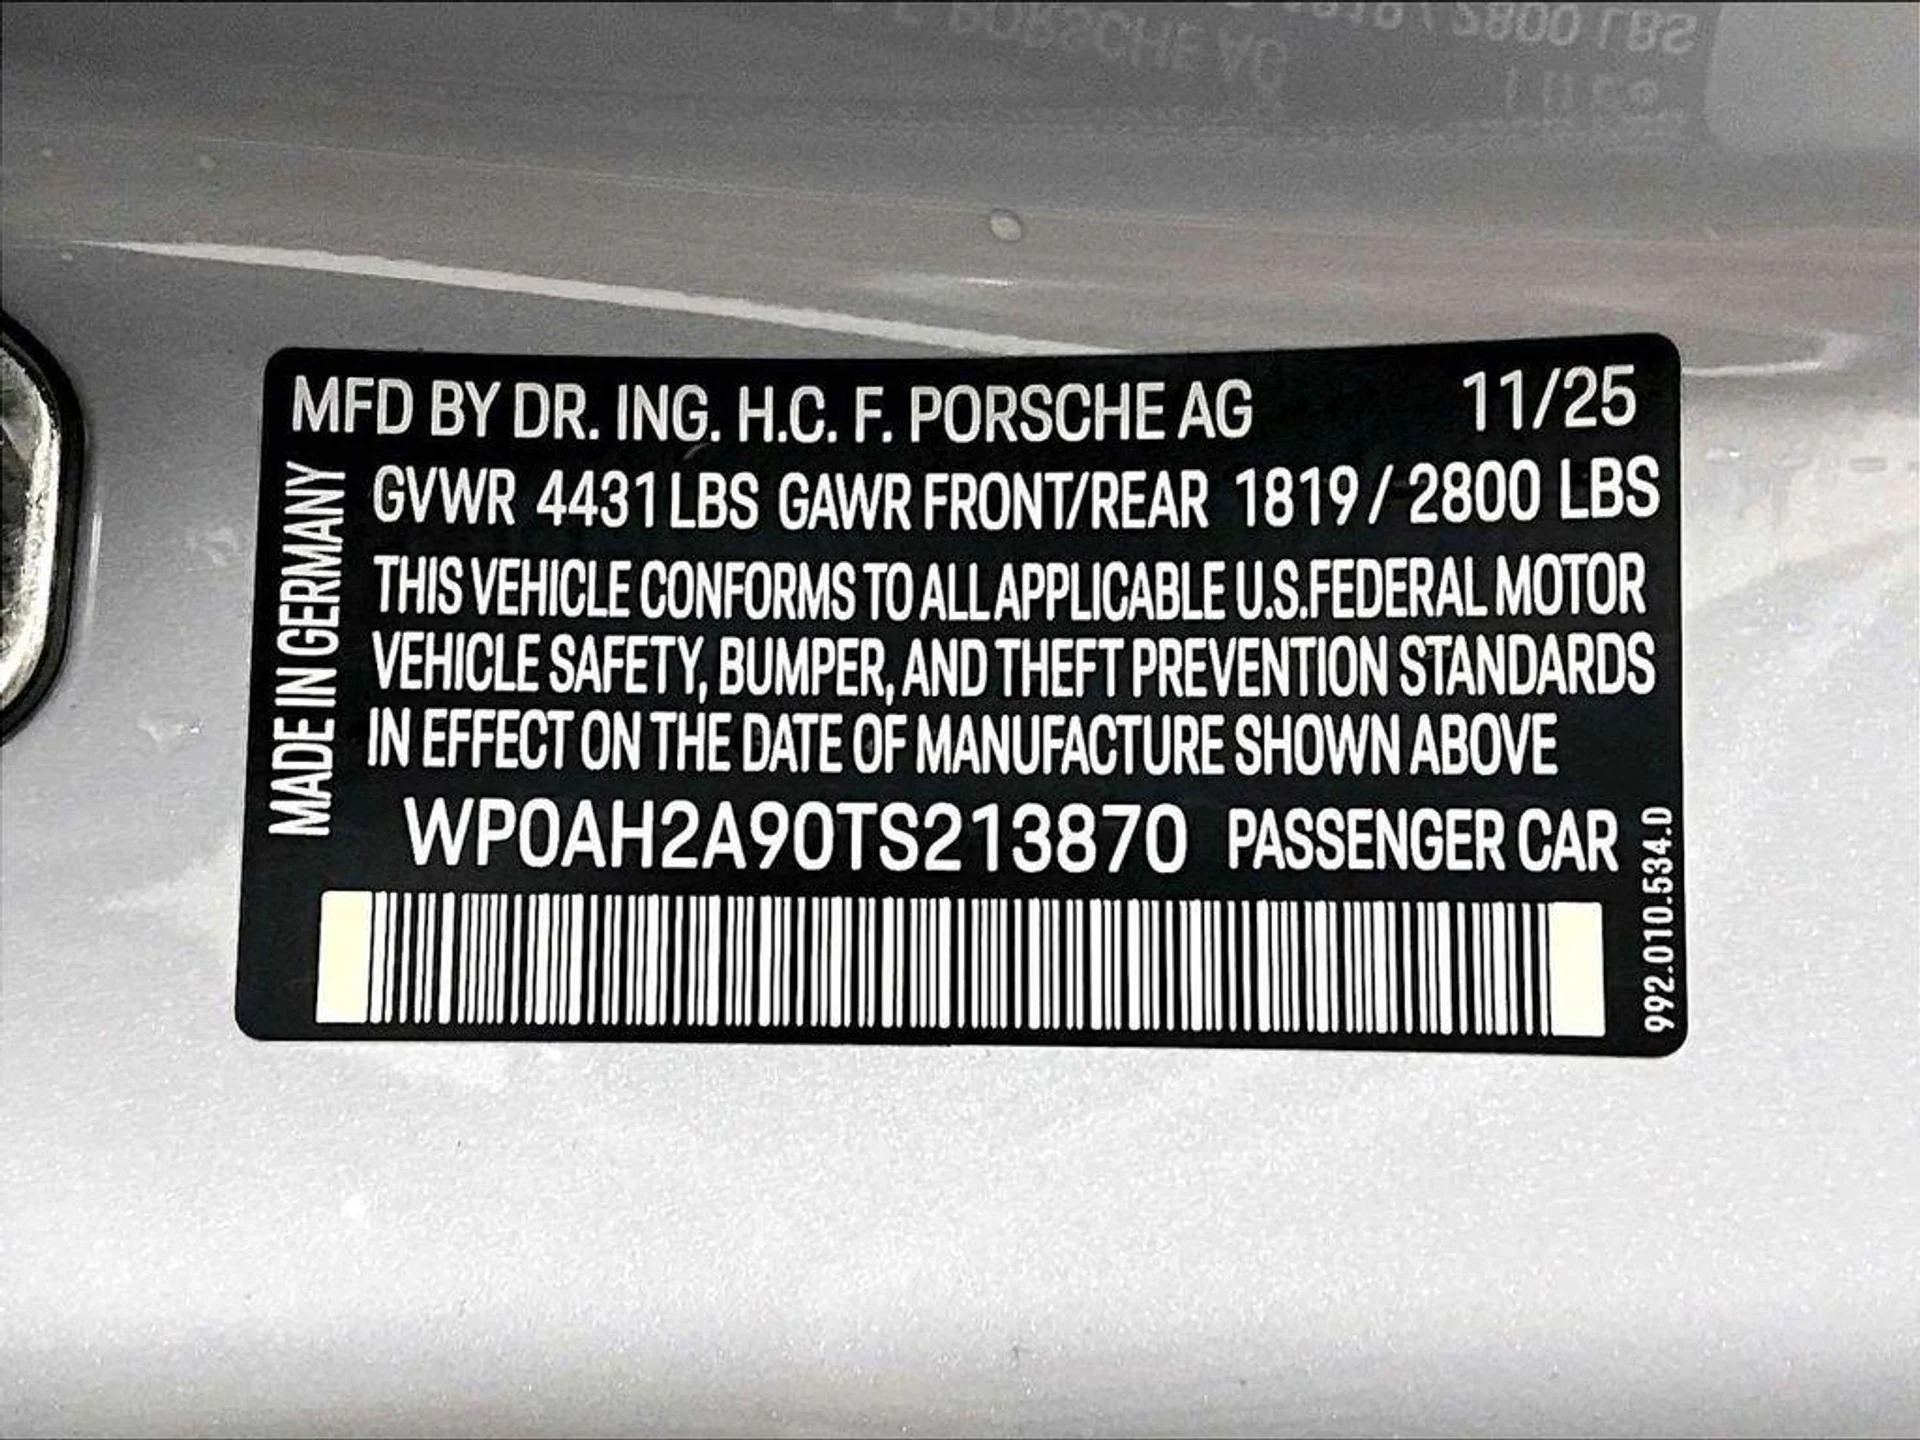 MFD BY DR. ING. H.C. F. PORSCHE AG 11/25
GVWR 4431 LBS GAWR FRONT/REAR 1819 / 2800 LBS
THIS VEHICLE CONFORMS TO ALL APPLICABLE U.S.FEDERAL MOTOR
VEHICLE SAFETY, BUMPER, AND THEFT PREVENTION STANDARDS
IN EFFECT ON THE DATE OF MANUFACTURE SHOWN ABOVE
WP0AH2A90TS213870 PASSENGER CAR
MADE IN GERMANY
992.010.534.D